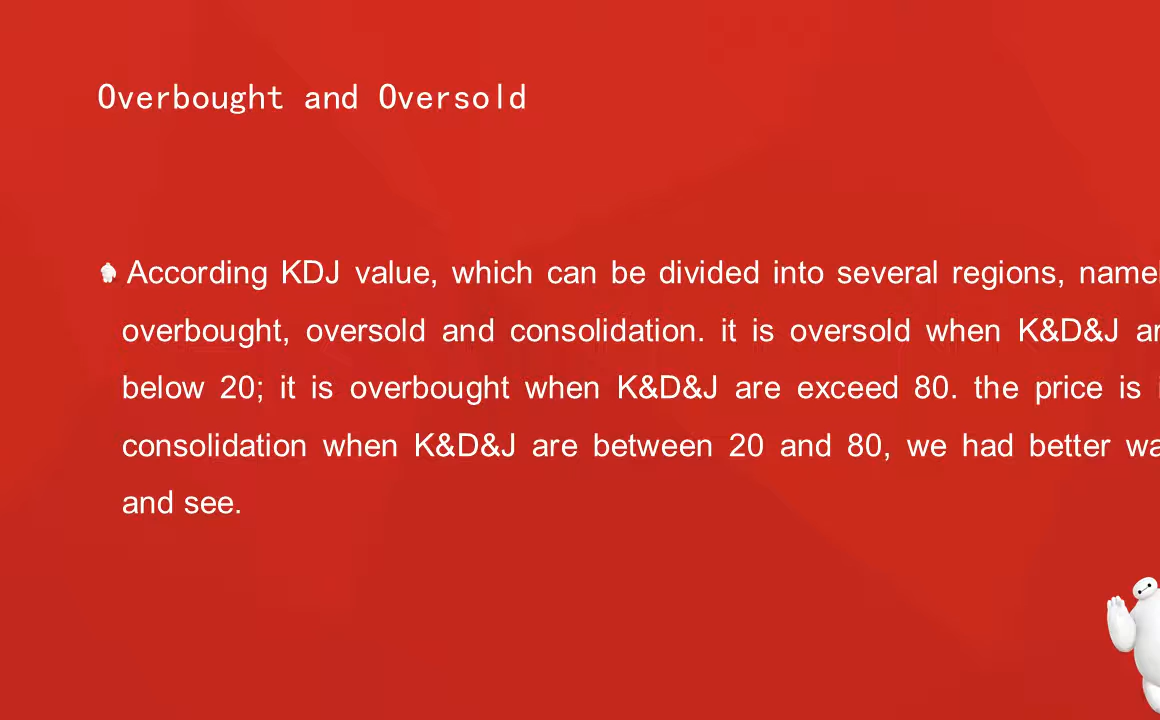 Overbought and Oversold
According KDJ value, which can be divided into several regions,
overbought, oversold and consolidation. it is oversold when K&D&J
below 20; it is overbought when K&D&J are exceed 80. the price is
consolidation when K&D&J are between 20 and 80, we had better
and see.